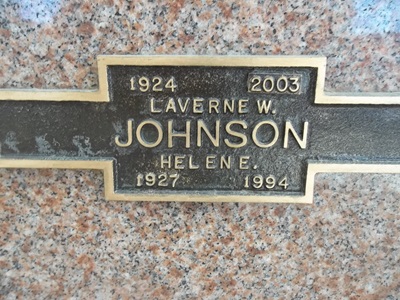 1924 2003
LAVERNE W.
JOHNSON
HELEN E.
1927 1994